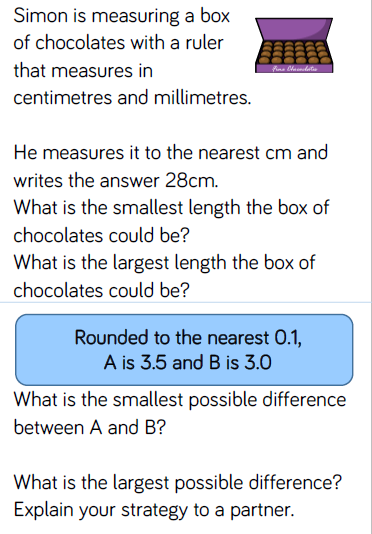 Simon is measuring a box
of chocolates with a ruler
that measures in
centimetres and millimetres.
Fine Chocolates
He measures it to the nearest cm and
writes the answer 28cm.
What is the smallest length the box of
chocolates could be?
What is the largest length the box of
chocolates could be?
Rounded to the nearest 0.1,
A is 3.5 and B is 3.0
What is the smallest possible difference
between A and B?
What is the largest possible difference?
Explain your strategy to a partner.